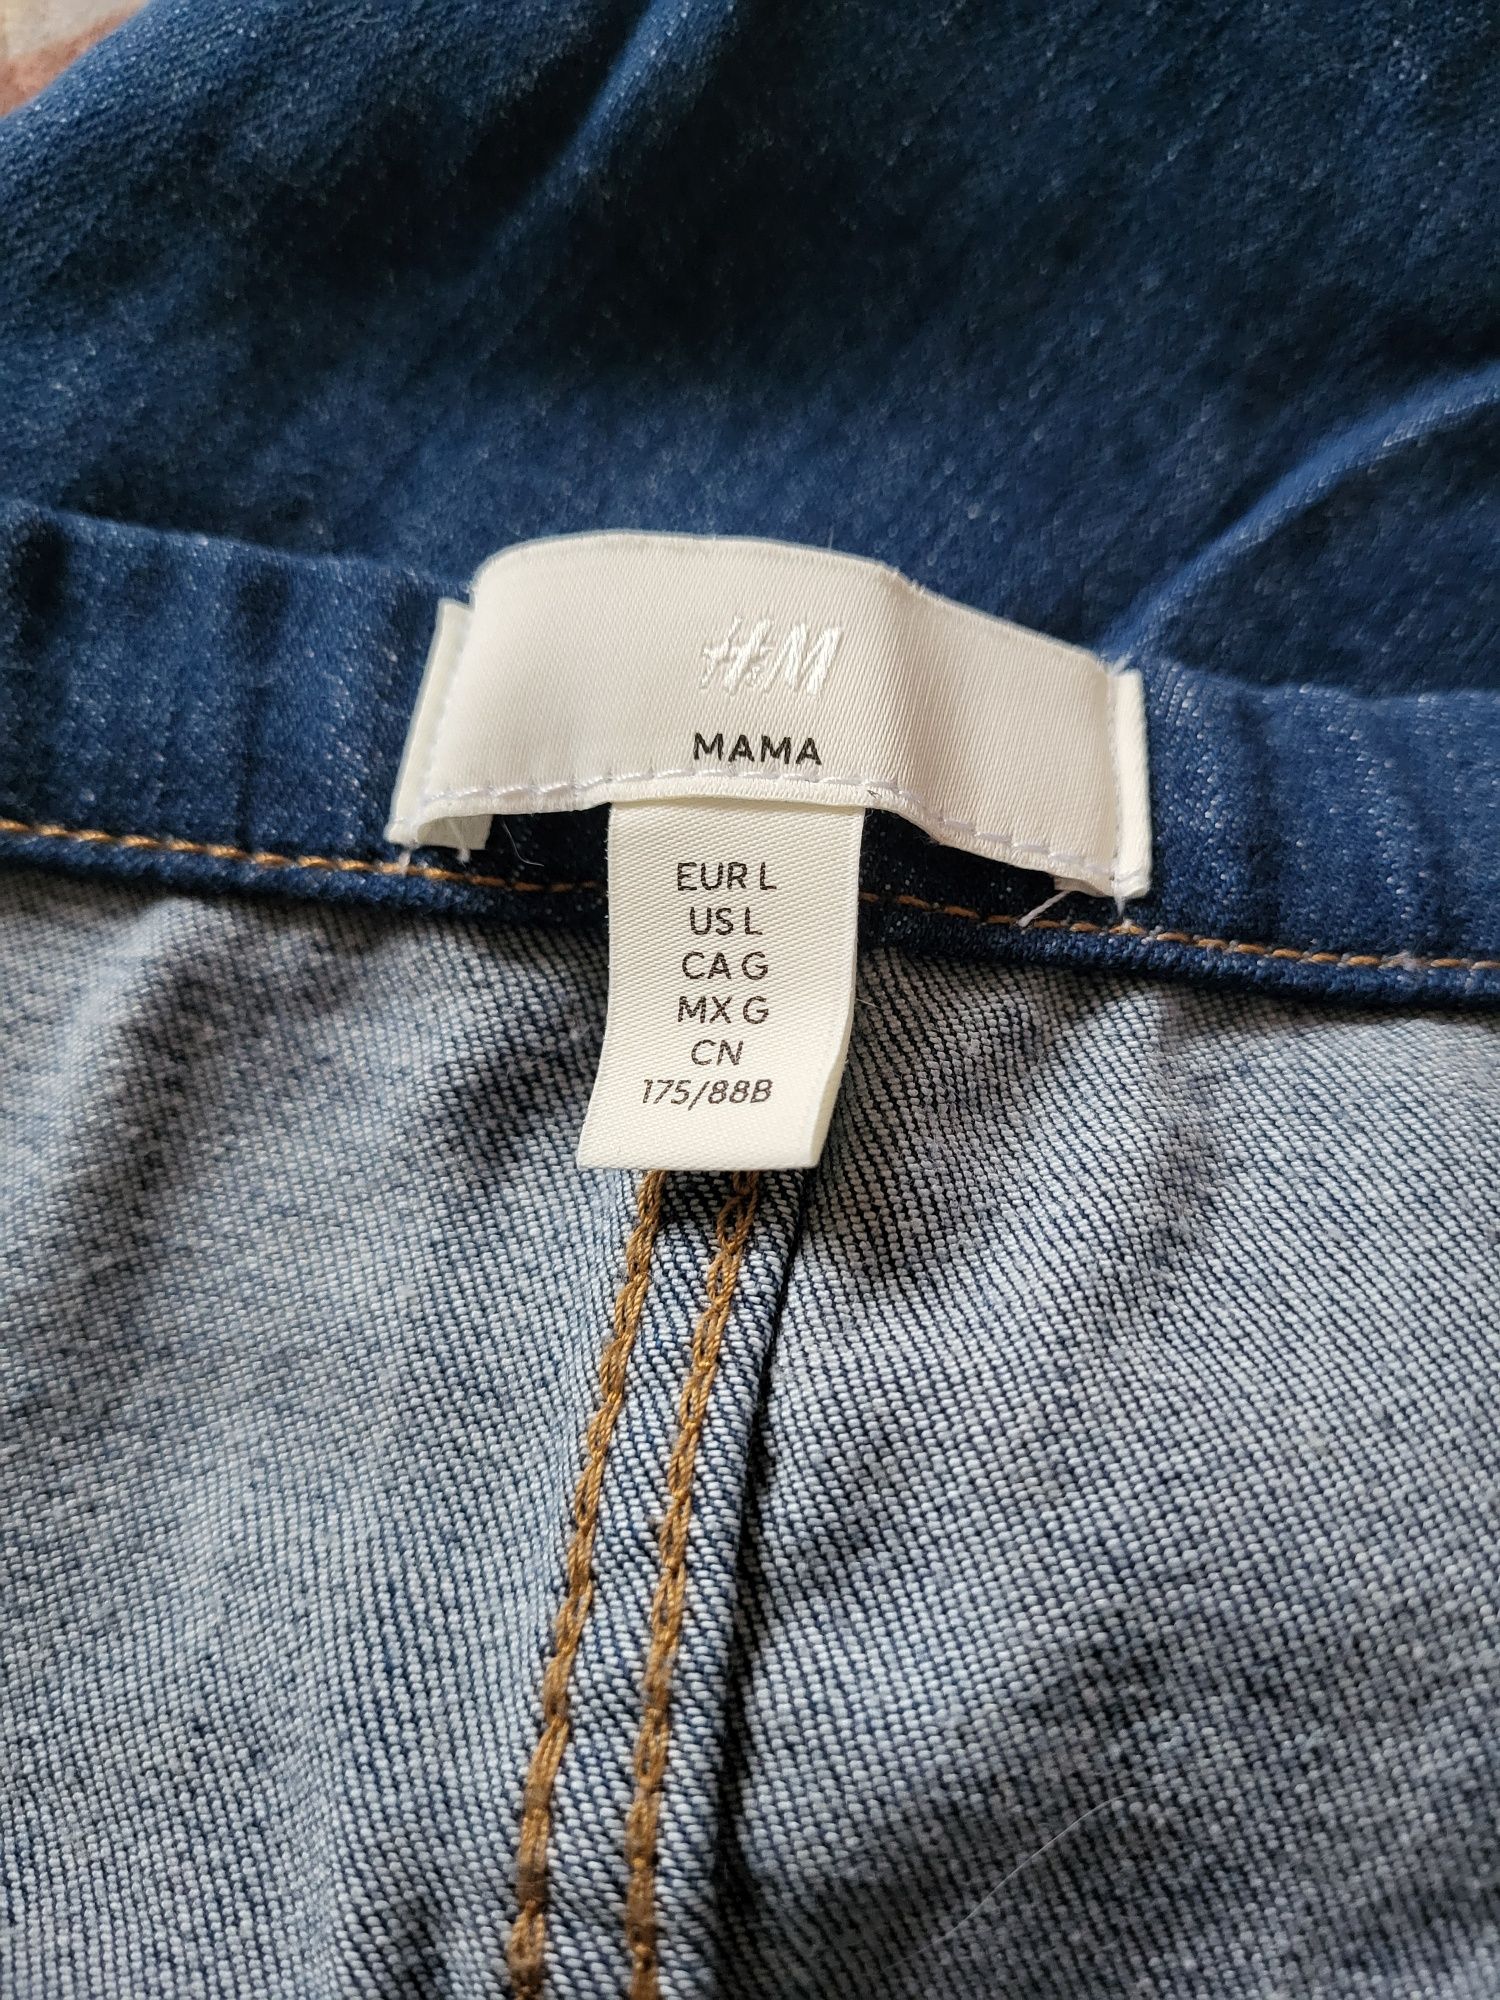 H&M
MAMA
EUR L
US L
CA G
MX G
CN
175/88B